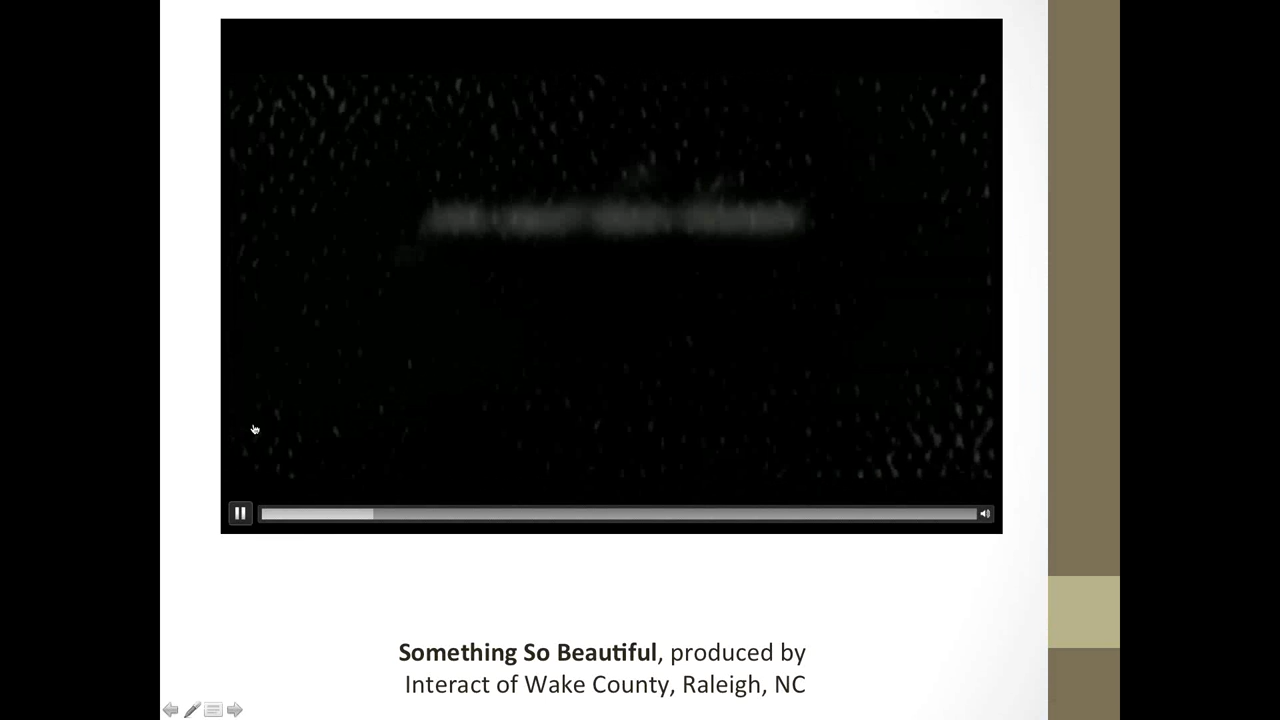 Something So Beautiful, produced by
Interact of Wake County, Raleigh, NC